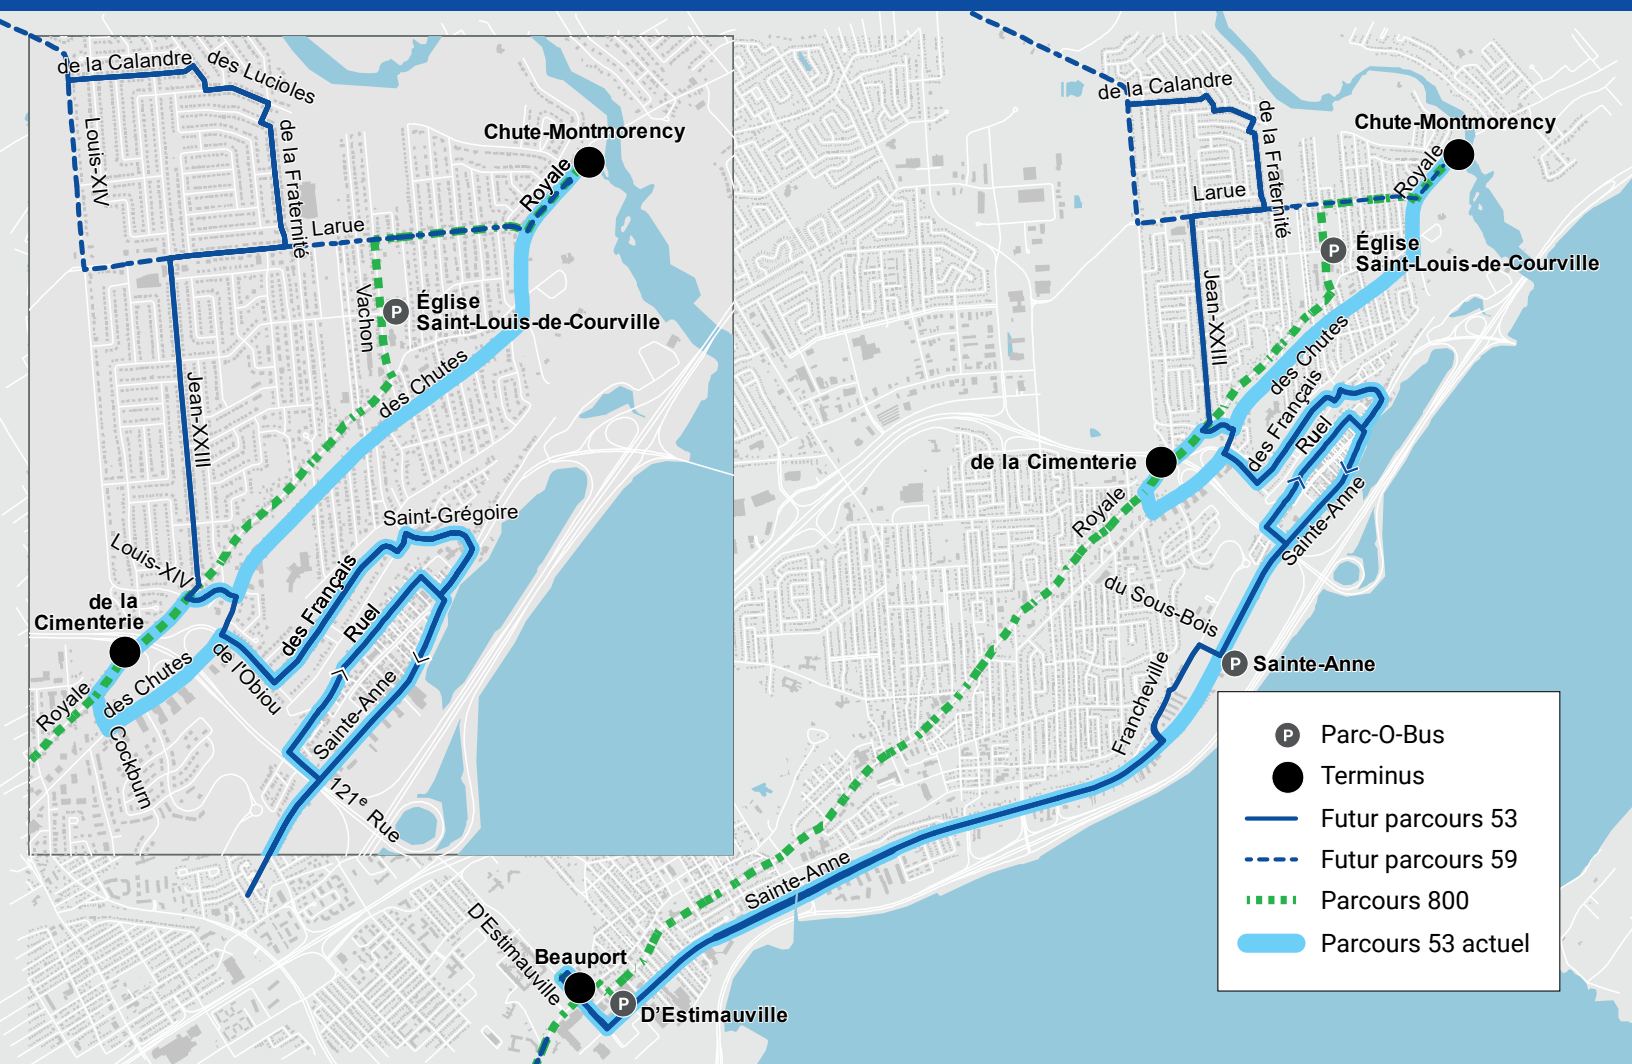 de la Calandre
des Lucioles
Louis-XIV
de la Fraternité
Chute-Montmorency
Royale
Larue
Vachon
P
Église
Saint-Louis-de-Courville
des Chutes
Jean-XXIII
Saint-Grégoire
Louis-XIV
des Français
de la
Cimenterie
Ruel
des Chutes
de l'Obiou
Royale
Sainte-Anne
Cockburn
121e Rue
de la Calandre
de la Fraternité
Chute-Montmorency
Royale
Larue
P
Église
Saint-Louis-de-Courville
Jean-XXIII
des Chutes
des Français
Ruel
de la Cimenterie
Royale
Sainte-Anne
du Sous-Bois
P
Sainte-Anne
Francheville
Sainte-Anne
D'Estimauville
Beauport
P
D'Estimauville
P
Parc-O-Bus
Terminus
Futur parcours 53
Futur parcours 59
Parcours 800
Parcours 53 actuel